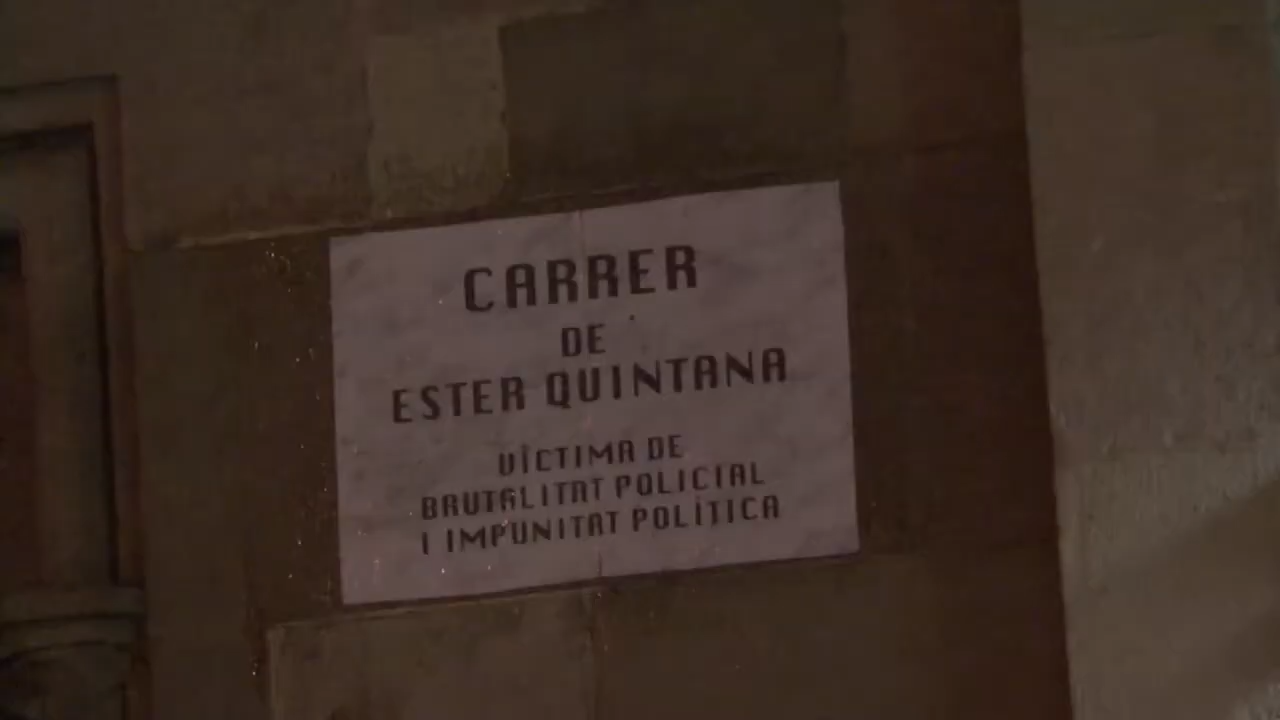 CARRER
DE
ESTER QUINTANA
VÍCTIMA DE
BRUTALITAT POLICIAL
I IMPUNITAT POLÍTICA